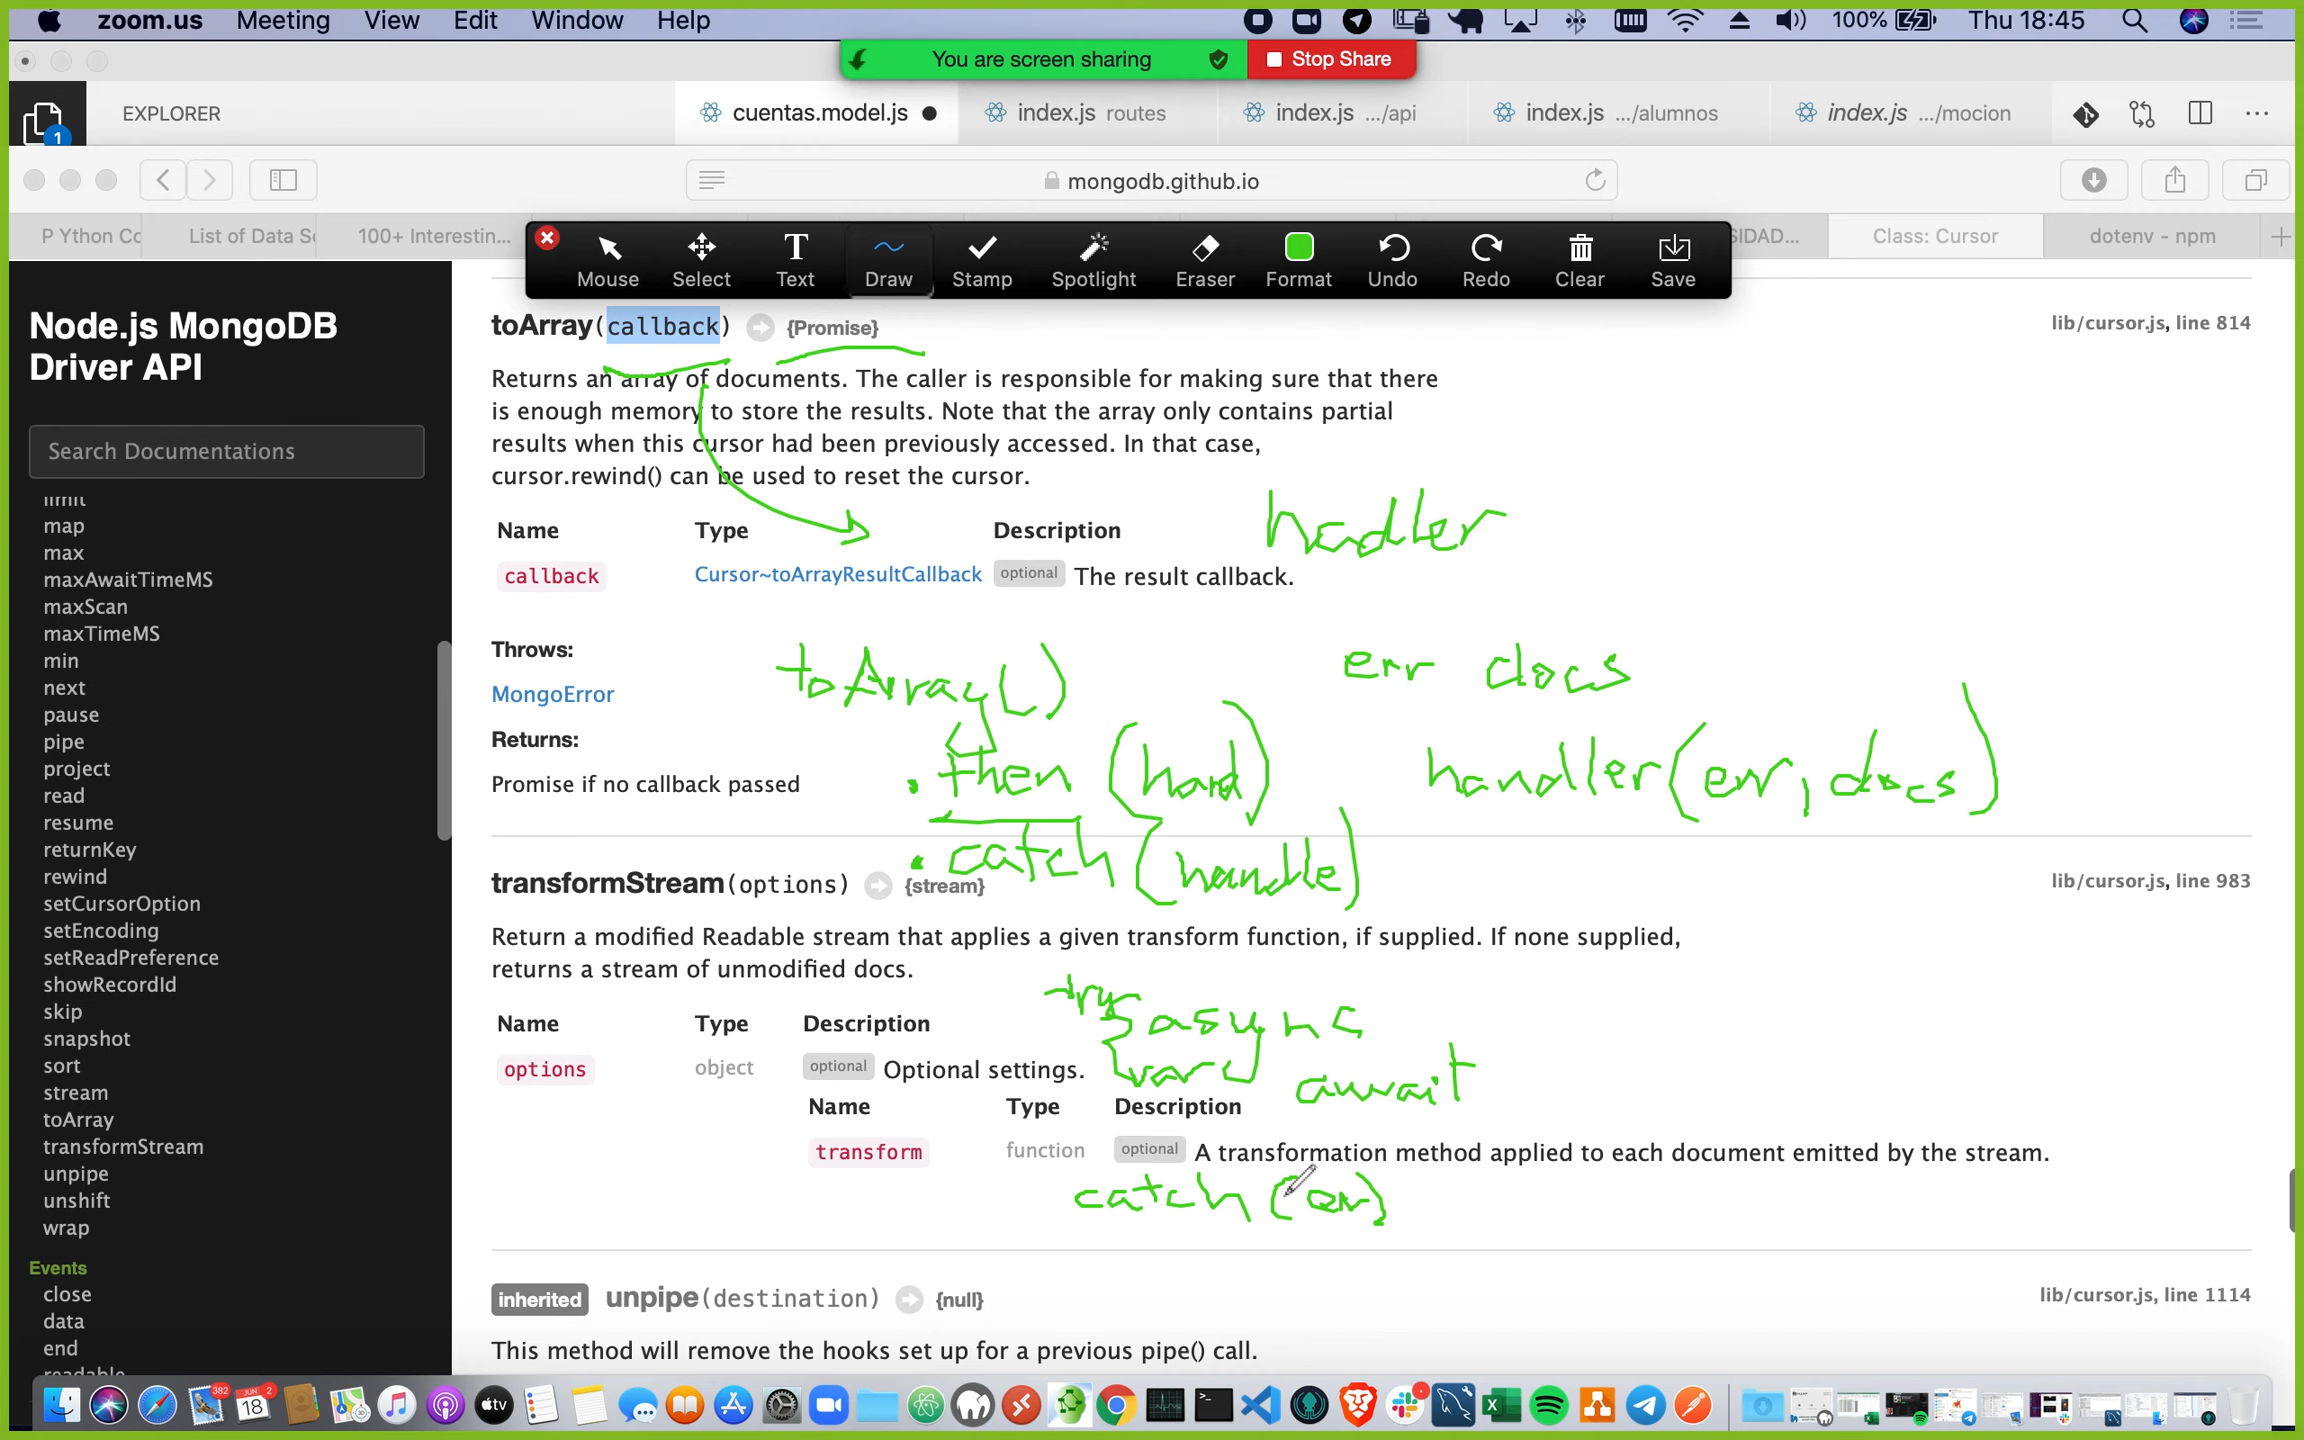 zoom.us Meeting View Edit Window Help 100% Thu 18:45
You are screen sharing Stop Share
EXPLORER cuentas.model.js index.js routes index.js .../api index.js .../alumnos index.js .../mocion
1
mongodb.github.io
P Ython Co List of Data S 100+ Interestin... SIDAD... Class: Cursor dotenv - npm
Mouse Select Text Draw Stamp Spotlight Eraser Format Undo Redo Clear Save
Node.js MongoDB
Driver API
Search Documentations
limit
map
max
maxAwaitTimeMS
maxScan
maxTimeMS
min
next
pause
pipe
project
read
resume
returnKey
rewind
setCursorOption
setEncoding
setReadPreference
showRecordId
skip
snapshot
sort
stream
toArray
transformStream
unpipe
unshift
wrap
Events
close
data
end
readable
toArray(callback) {Promise} lib/cursor.js, line 814
Returns an array of documents. The caller is responsible for making sure that there
is enough memory to store the results. Note that the array only contains partial
results when this cursor had been previously accessed. In that case,
cursor.rewind() can be used to reset the cursor.
hadler
Name Type Description
callback Cursor~toArrayResultCallback optional The result callback.
Throws:
MongoError
Returns:
Promise if no callback passed
toArray()
.then (hand)
.catch (handle)
err docs
handler(err, docs)
transformStream(options) {stream} lib/cursor.js, line 983
Return a modified Readable stream that applies a given transform function, if supplied. If none supplied,
returns a stream of unmodified docs.
try
async
await
Name Type Description
options object optional Optional settings.
Name Type Description
transform function optional A transformation method applied to each document emitted by the stream.
catch (err)
inherited unpipe(destination) {null} lib/cursor.js, line 1114
This method will remove the hooks set up for a previous pipe() call.
382
JUN 2
18
tv